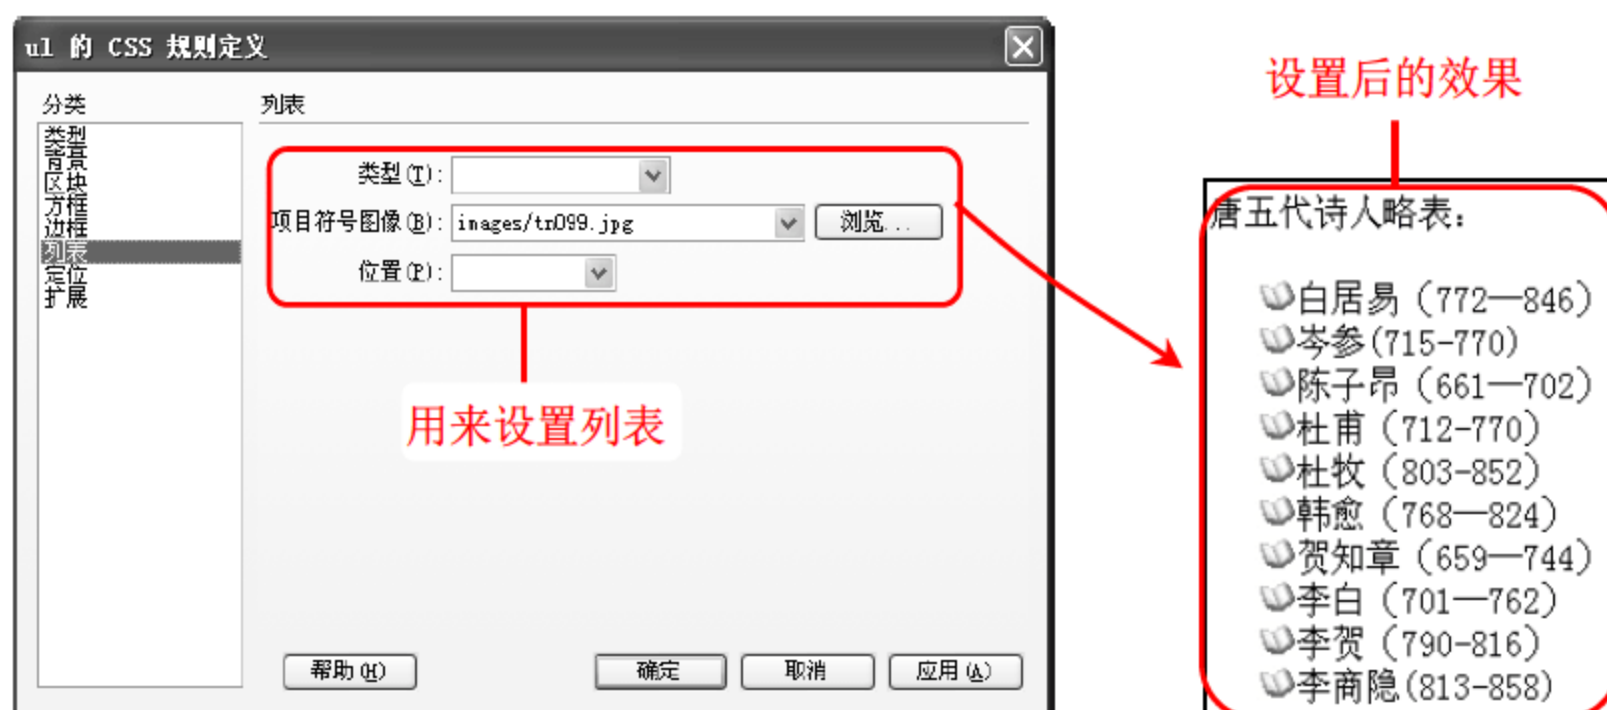 ul 的 CSS 规则定义
分类
类型
背景
区块
方框
边框
列表
定位
扩展
列表
类型(T):
项目符号图像(B): images/tr099.jpg 浏览...
位置(P):
用来设置列表
帮助(H) 确定 取消 应用(A)
设置后的效果
唐五代诗人略表:
白居易（772—846）
岑参(715-770)
陈子昂（661—702）
杜甫（712-770）
杜牧（803-852）
韩愈（768—824）
贺知章（659—744）
李白（701—762）
李贺（790-816）
李商隐(813-858)